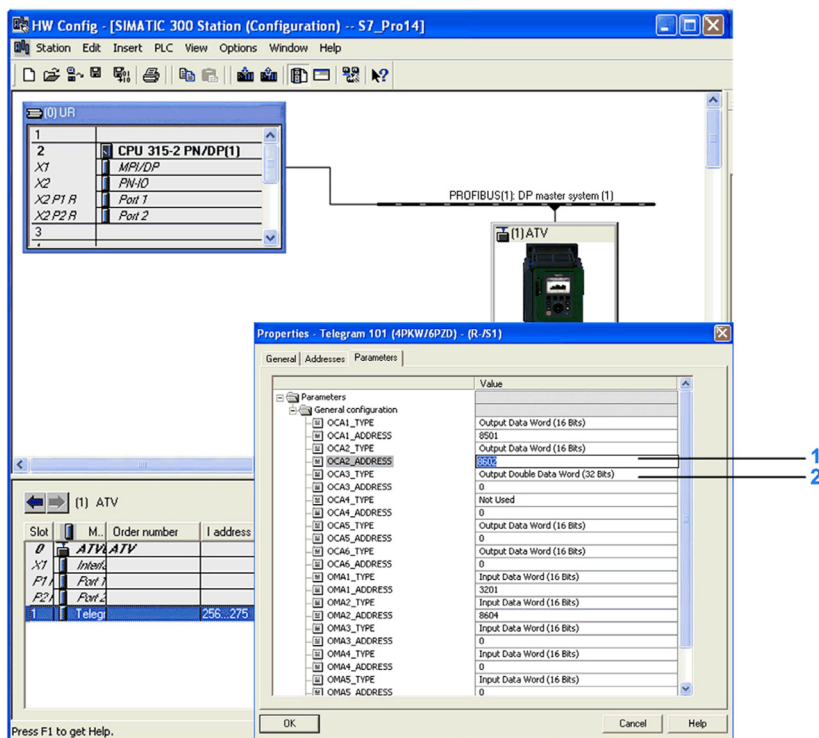 HW Config - [SIMATIC 300 Station (Configuration) -- S7_Pro14]
Station Edit Insert PLC View Options Window Help
(0) UR
1
2 CPU 315-2 PN/DP(1)
X1 MPI/DP
X2 PN-IO
X2 P1 R Port 1
X2 P2 R Port 2
3
PROFIBUS(1): DP master system (1)
(1) ATV
Properties - Telegram 101 (4PKW/6PZD) - (R-/S1)
General Addresses Parameters
Value
Parameters
General configuration
OCA1_TYPE Output Data Word (16 Bits)
OCA1_ADDRESS 8501
OCA2_TYPE Output Data Word (16 Bits)
OCA2_ADDRESS 8602
1
OCA3_TYPE Output Double Data Word (32 Bits)
2
OCA3_ADDRESS 0
OCA4_TYPE Not Used
OCA4_ADDRESS 0
OCA5_TYPE Output Data Word (16 Bits)
OCA5_ADDRESS 0
OCA6_TYPE Output Data Word (16 Bits)
OCA6_ADDRESS 0
OMA1_TYPE Input Data Word (16 Bits)
OMA1_ADDRESS 3201
OMA2_TYPE Input Data Word (16 Bits)
OMA2_ADDRESS 8604
OMA3_TYPE Input Data Word (16 Bits)
OMA3_ADDRESS 0
OMA4_TYPE Input Data Word (16 Bits)
OMA4_ADDRESS 0
OMA5_TYPE Input Data Word (16 Bits)
OMA5_ADDRESS 0
OK Cancel Help
(1) ATV
Slot M... Order number I address
0 ATV ATV
X1 Interf
P1 Port 1
P2 Port 2
1 Telegr 256...275
Press F1 to get Help.